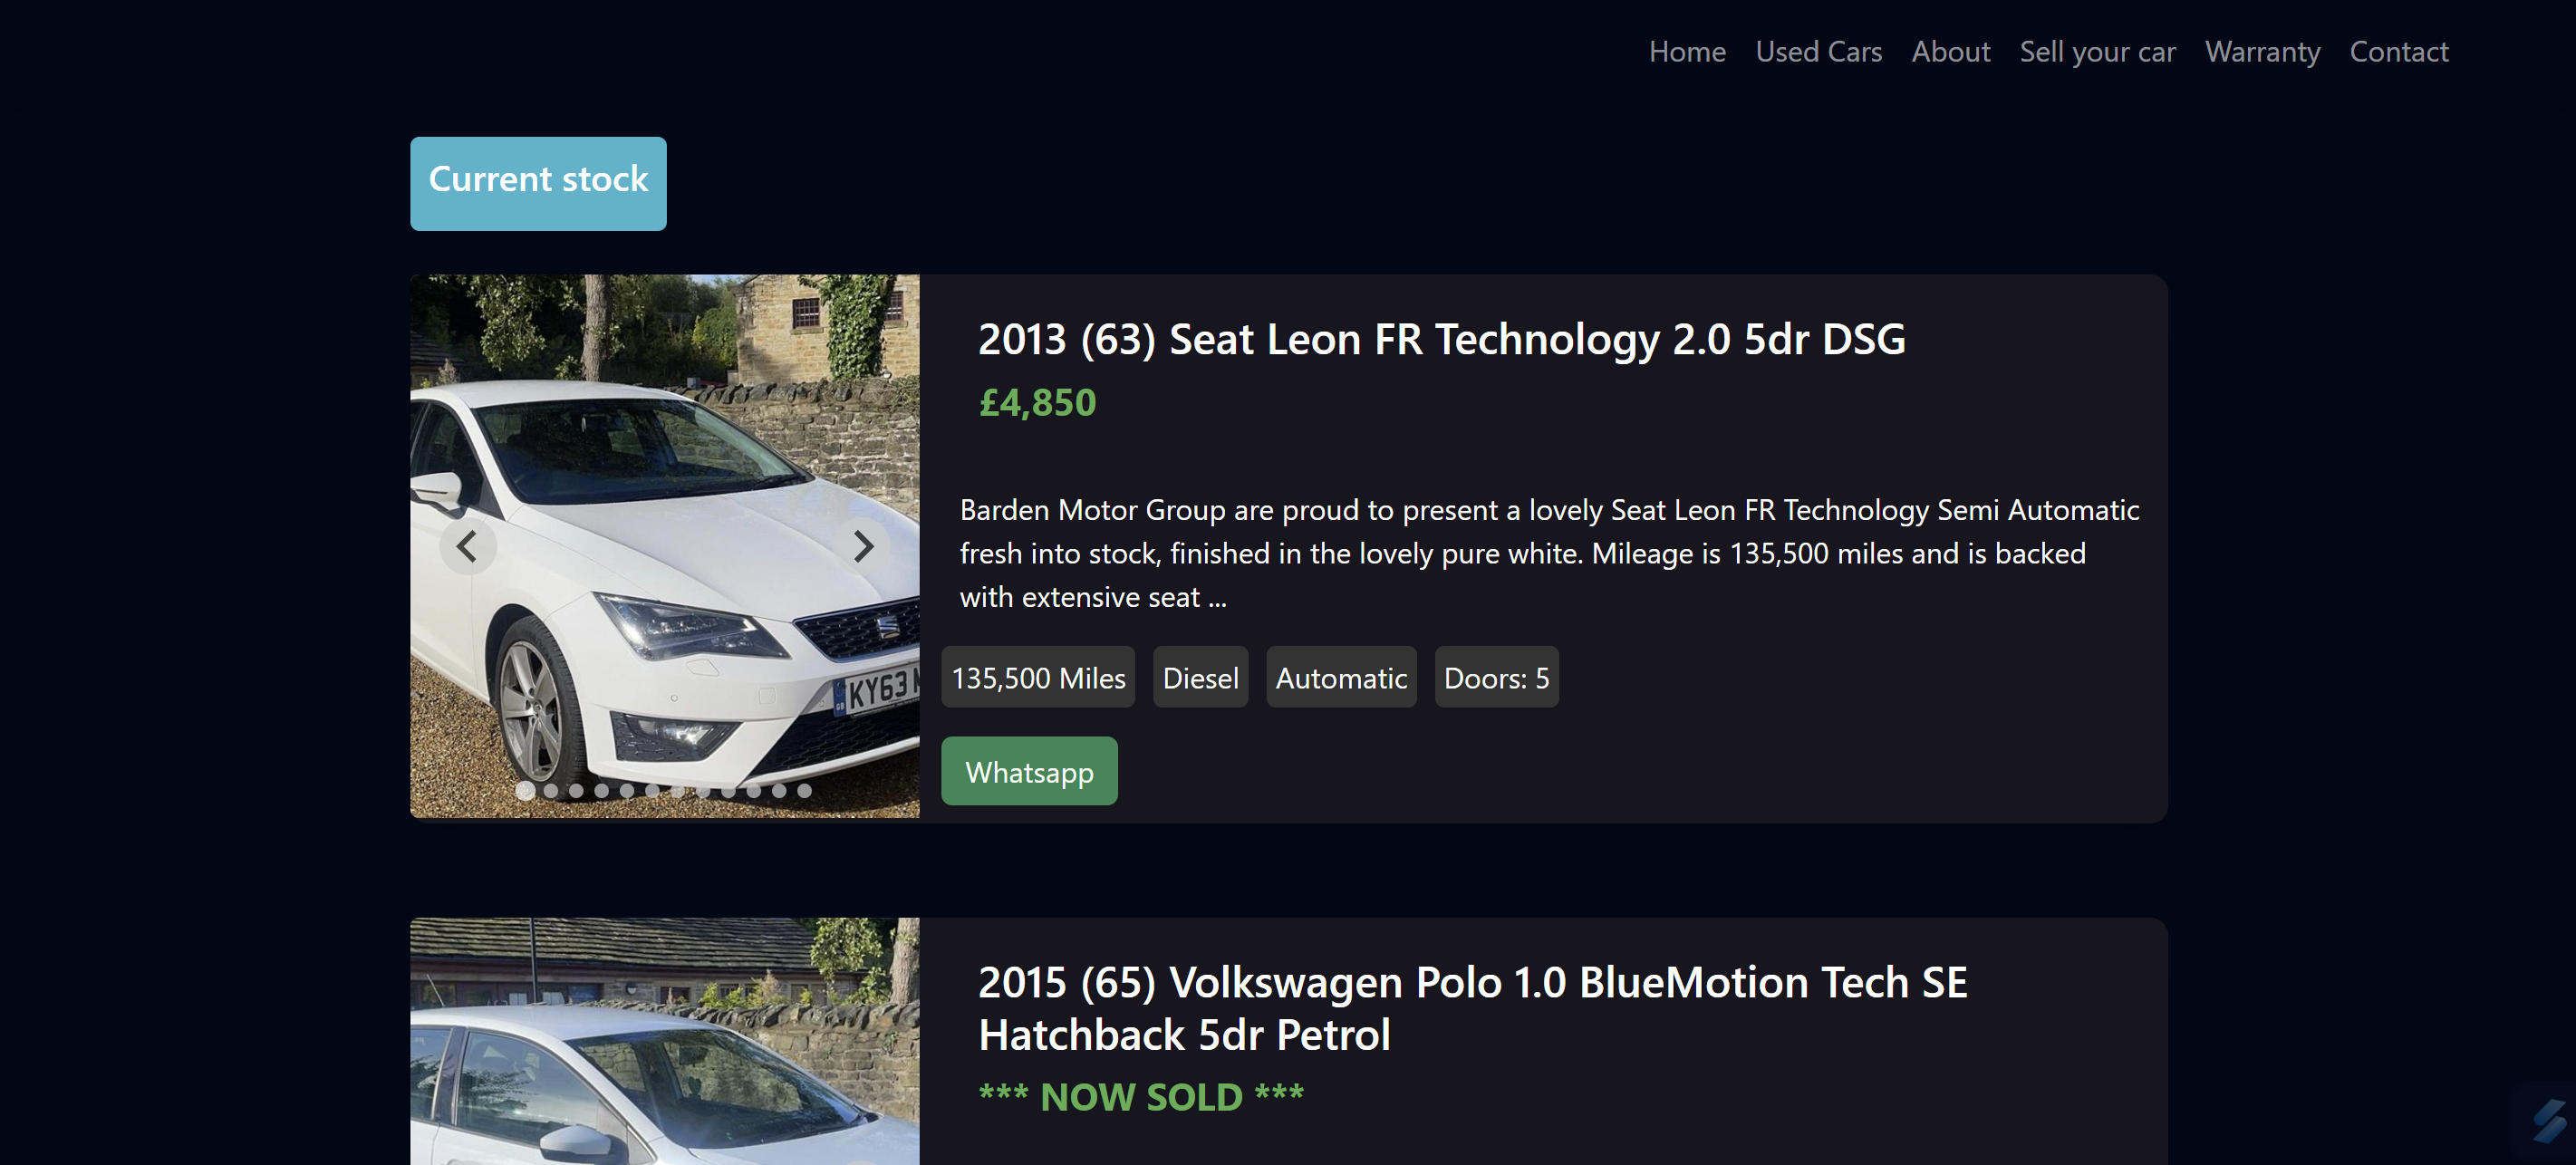 Home Used Cars About Sell your car Warranty Contact
Current stock
2013 (63) Seat Leon FR Technology 2.0 5dr DSG
£4,850
Barden Motor Group are proud to present a lovely Seat Leon FR Technology Semi Automatic
fresh into stock, finished in the lovely pure white. Mileage is 135,500 miles and is backed
with extensive seat ...
135,500 Miles Diesel Automatic Doors: 5
KY63
Whatsapp
2015 (65) Volkswagen Polo 1.0 BlueMotion Tech SE
Hatchback 5dr Petrol
*** NOW SOLD ***